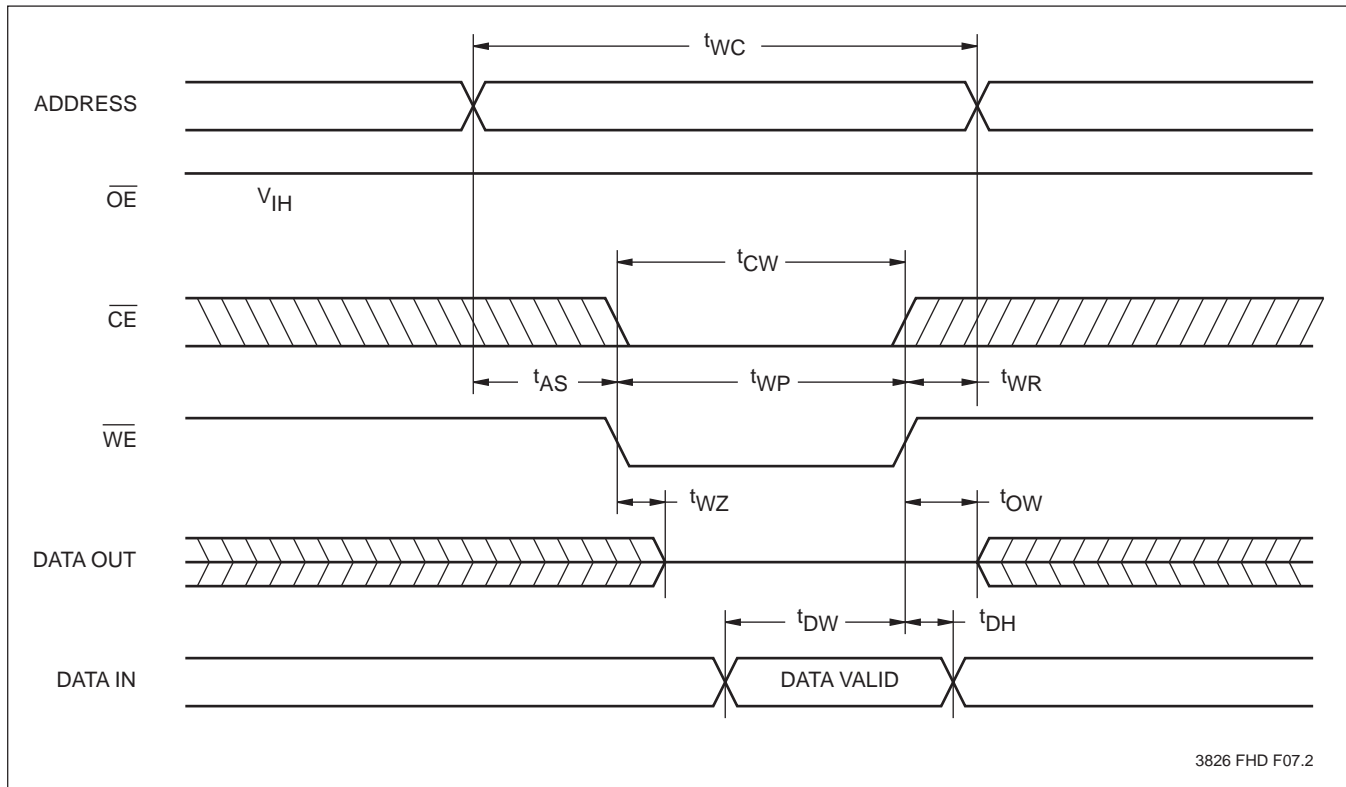 tWC
ADDRESS
OE
VIH
tCW
CE
tAS
tWP
tWR
WE
tWZ
tOW
DATA OUT
tDW
tDH
DATA IN
DATA VALID
3826 FHD F07.2